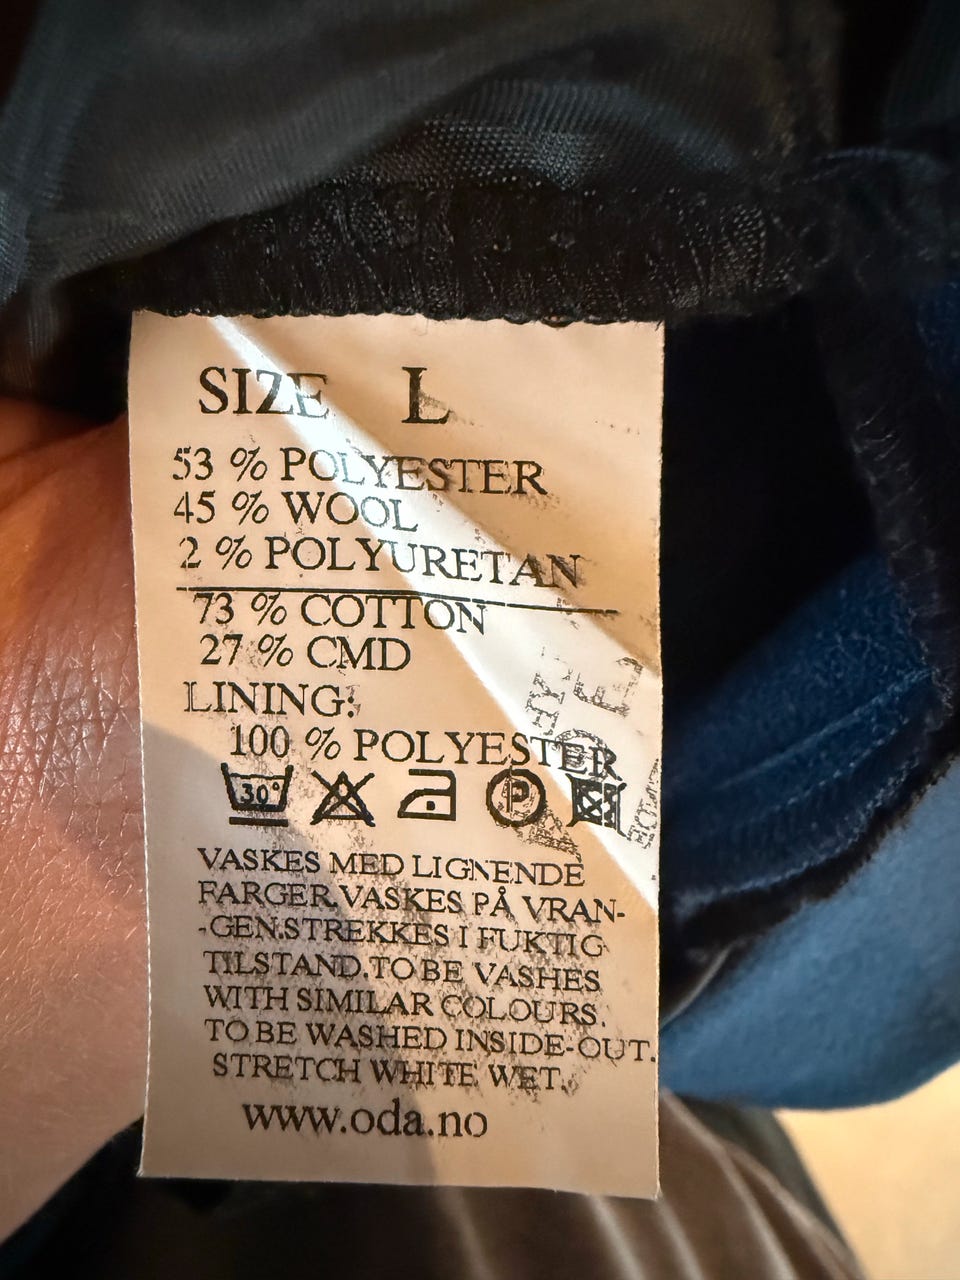 SIZE L
53 % POLYESTER
45 % WOOL
2 % POLYURETAN
73 % COTTON
27 % CMD
LINING:
100 % POLYESTER
30°
P
VASKES MED LIGNENDE
FARGER.VASKES PÅ VRAN-
-GEN.STREKKES I FUKTIG
TILSTAND.TO BE VASHES
WITH SIMILAR COLOURS.
TO BE WASHED INSIDE-OUT.
STRETCH WHITE WET.
www.oda.no